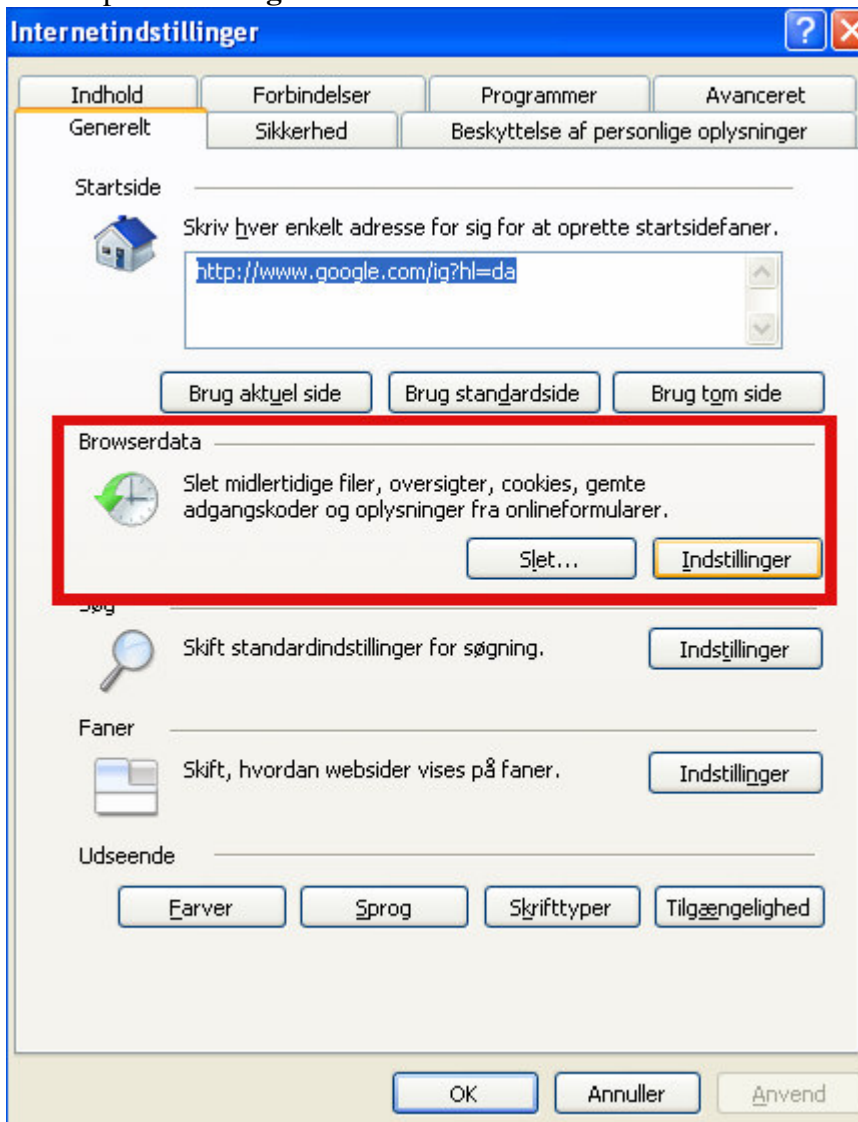 Internetindstillinger
Indhold Forbindelser Programmer Avanceret
Generelt Sikkerhed Beskyttelse af personlige oplysninger
Startside
Skriv hver enkelt adresse for sig for at oprette startsidefaner.
http://www.google.com/ig?hl=da
Brug aktuel side Brug standardside Brug tom side
Browserdata
Slet midlertidige filer, oversigter, cookies, gemte
adgangskoder og oplysninger fra onlineformularer.
Slet... Indstillinger
Søg
Skift standardindstillinger for søgning. Indstillinger
Faner
Skift, hvordan websider vises på faner. Indstillinger
Udseende
Farver Sprog Skrifttyper Tilgængelighed
OK Annuller Anvend